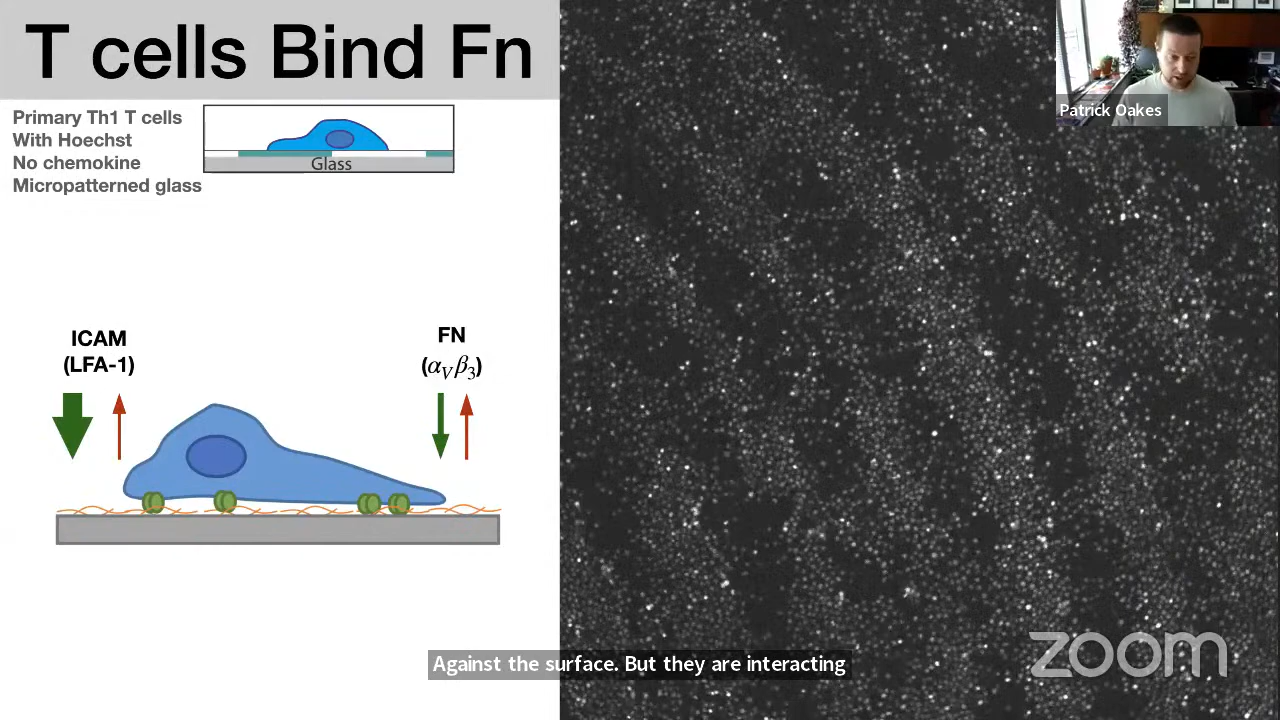 T cells Bind Fn
Primary Th1 T cells
With Hoechst
No chemokine
Micropatterned glass
Glass
ICAM
(LFA-1)
FN
(αVβ3)
Patrick Oakes
Against the surface. But they are interacting
zoom